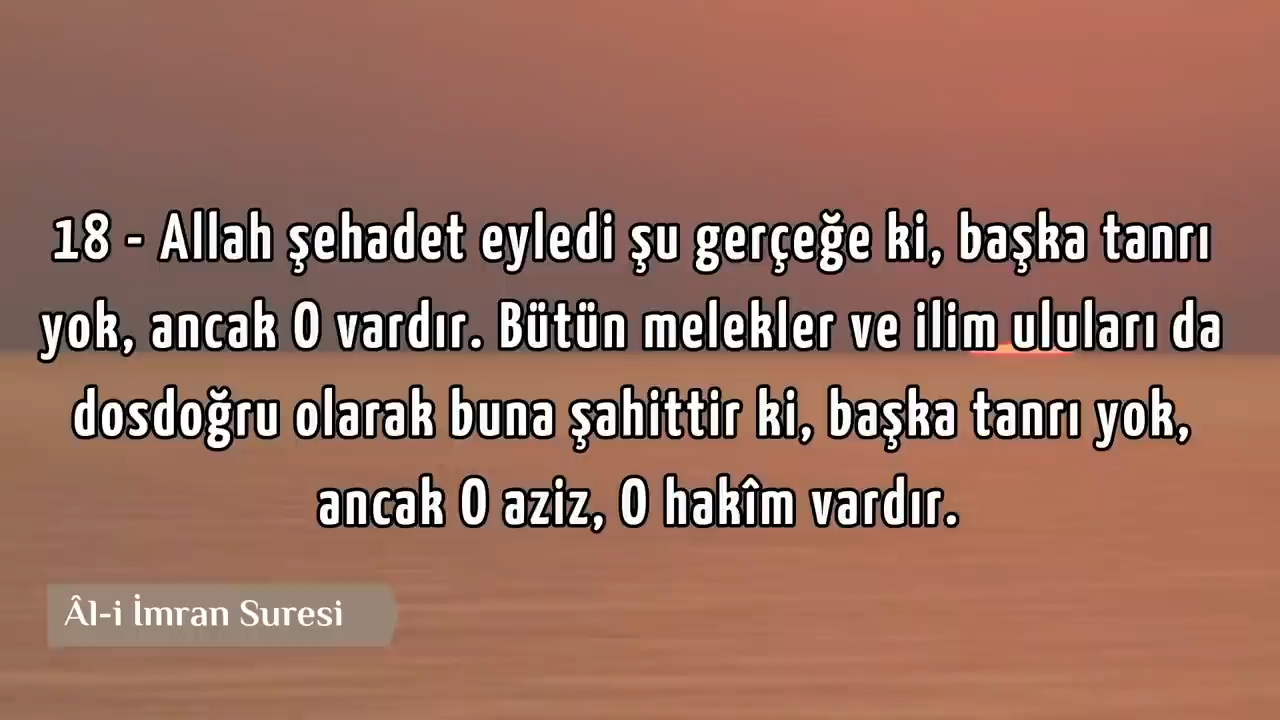 18 - Allah şehadet eyledi şu gerçeğe ki, başka tanrı
yok, ancak O vardır. Bütün melekler ve ilim uluları da
dosdoğru olarak buna şahittir ki, başka tanrı yok,
ancak O aziz, O hakîm vardır.
Âl-i İmran Suresi